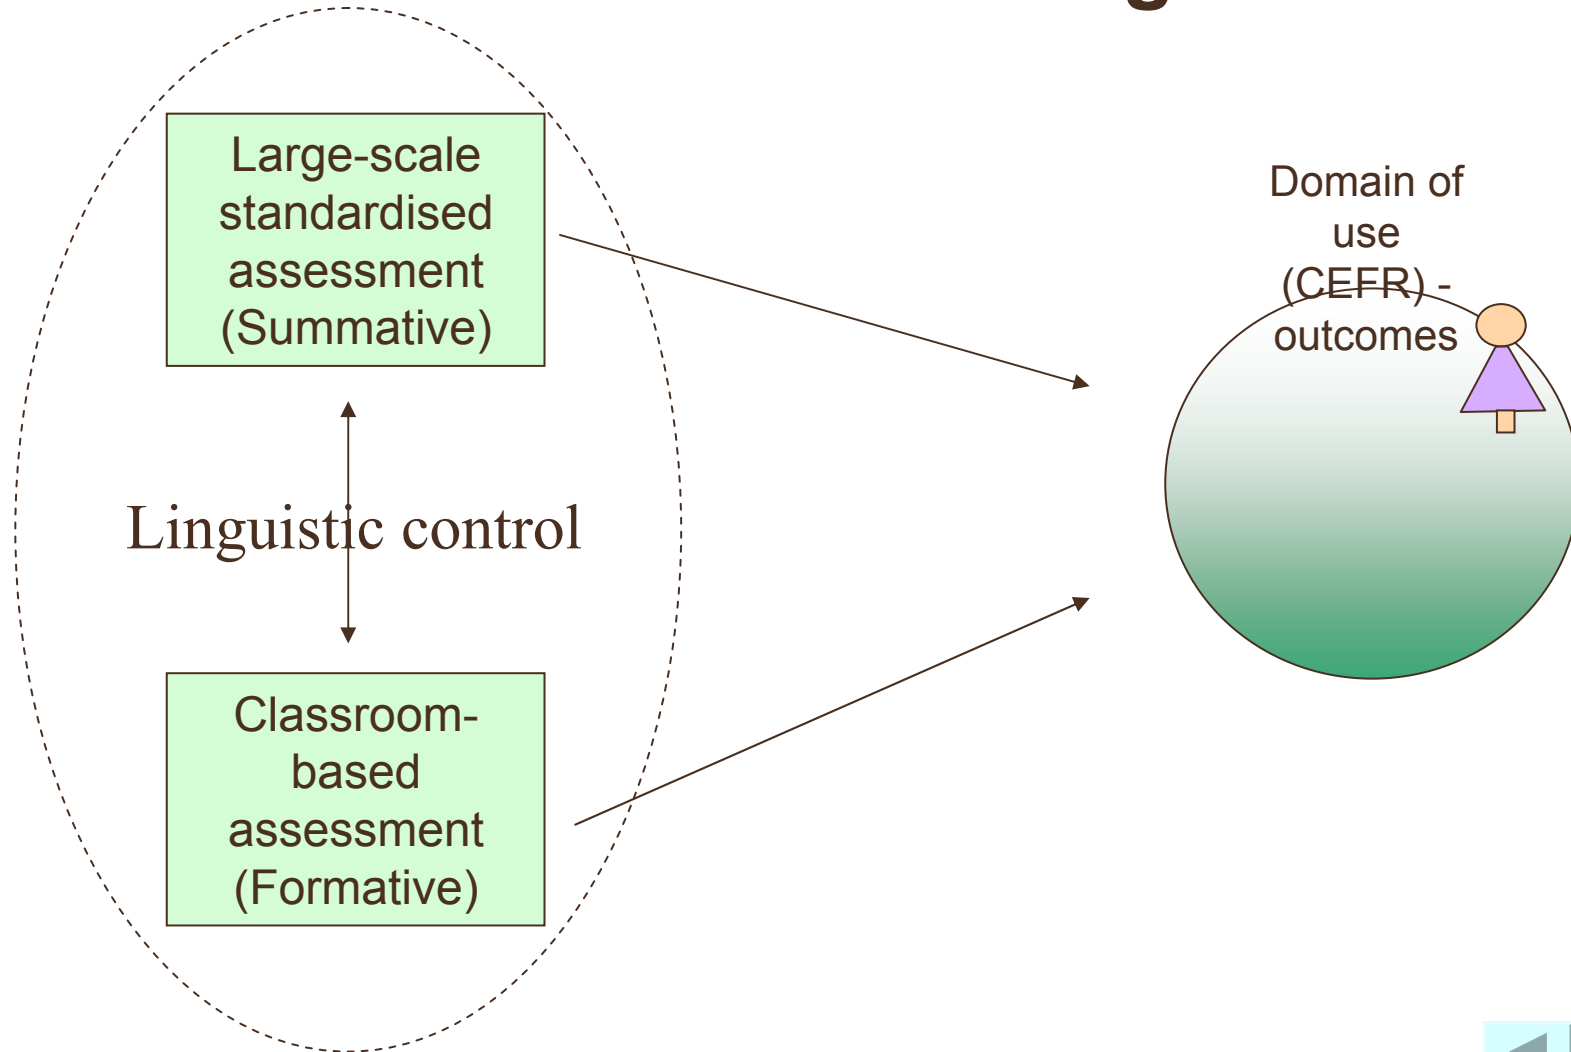 Large-scale
standardised
assessment
(Summative)
Linguistic control
Classroom-
based
assessment
(Formative)
Domain of
use
(CEFR) -
outcomes